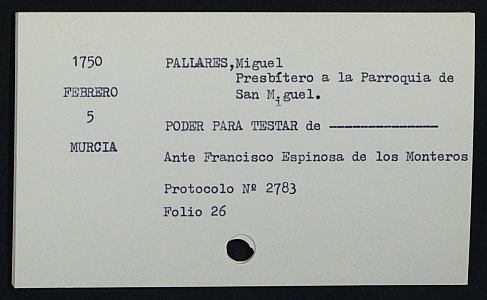 1750
FEBRERO
5
MURCIA
PALLARES,Miguel
Presbítero a la Parroquia de
San Miguel.
PODER PARA TESTAR de --------------
Ante Francisco Espinosa de los Monteros
Protocolo Nº 2783
Folio 26